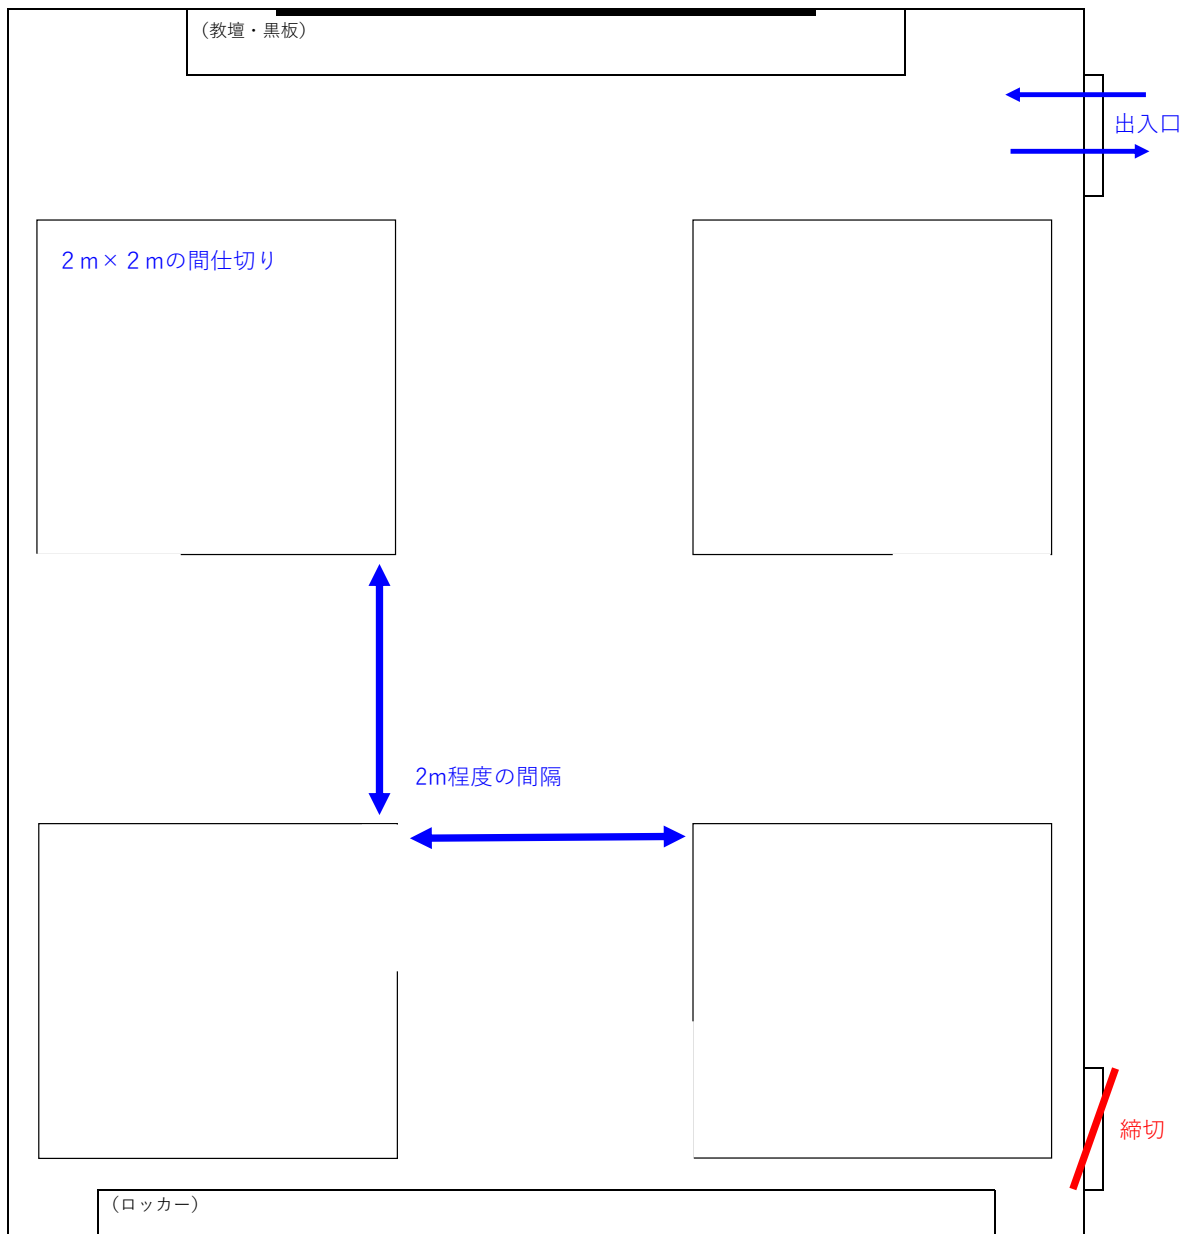 （教壇・黒板）
出入口
２ｍ×２ｍの間仕切り
2m程度の間隔
締切
（ロッカー）